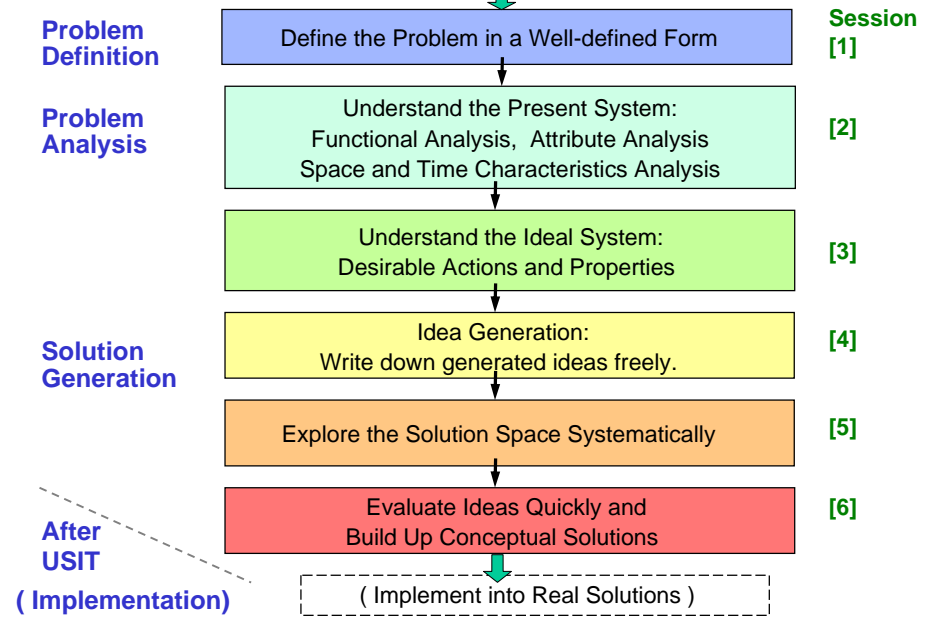 Session
Problem
Definition
Define the Problem in a Well-defined Form
[1]
Problem
Analysis
Understand the Present System:
Functional Analysis, Attribute Analysis
Space and Time Characteristics Analysis
[2]
Understand the Ideal System:
Desirable Actions and Properties
[3]
Solution
Generation
Idea Generation:
Write down generated ideas freely.
[4]
Explore the Solution Space Systematically
[5]
Evaluate Ideas Quickly and
Build Up Conceptual Solutions
[6]
After
USIT
( Implementation)
( Implement into Real Solutions )